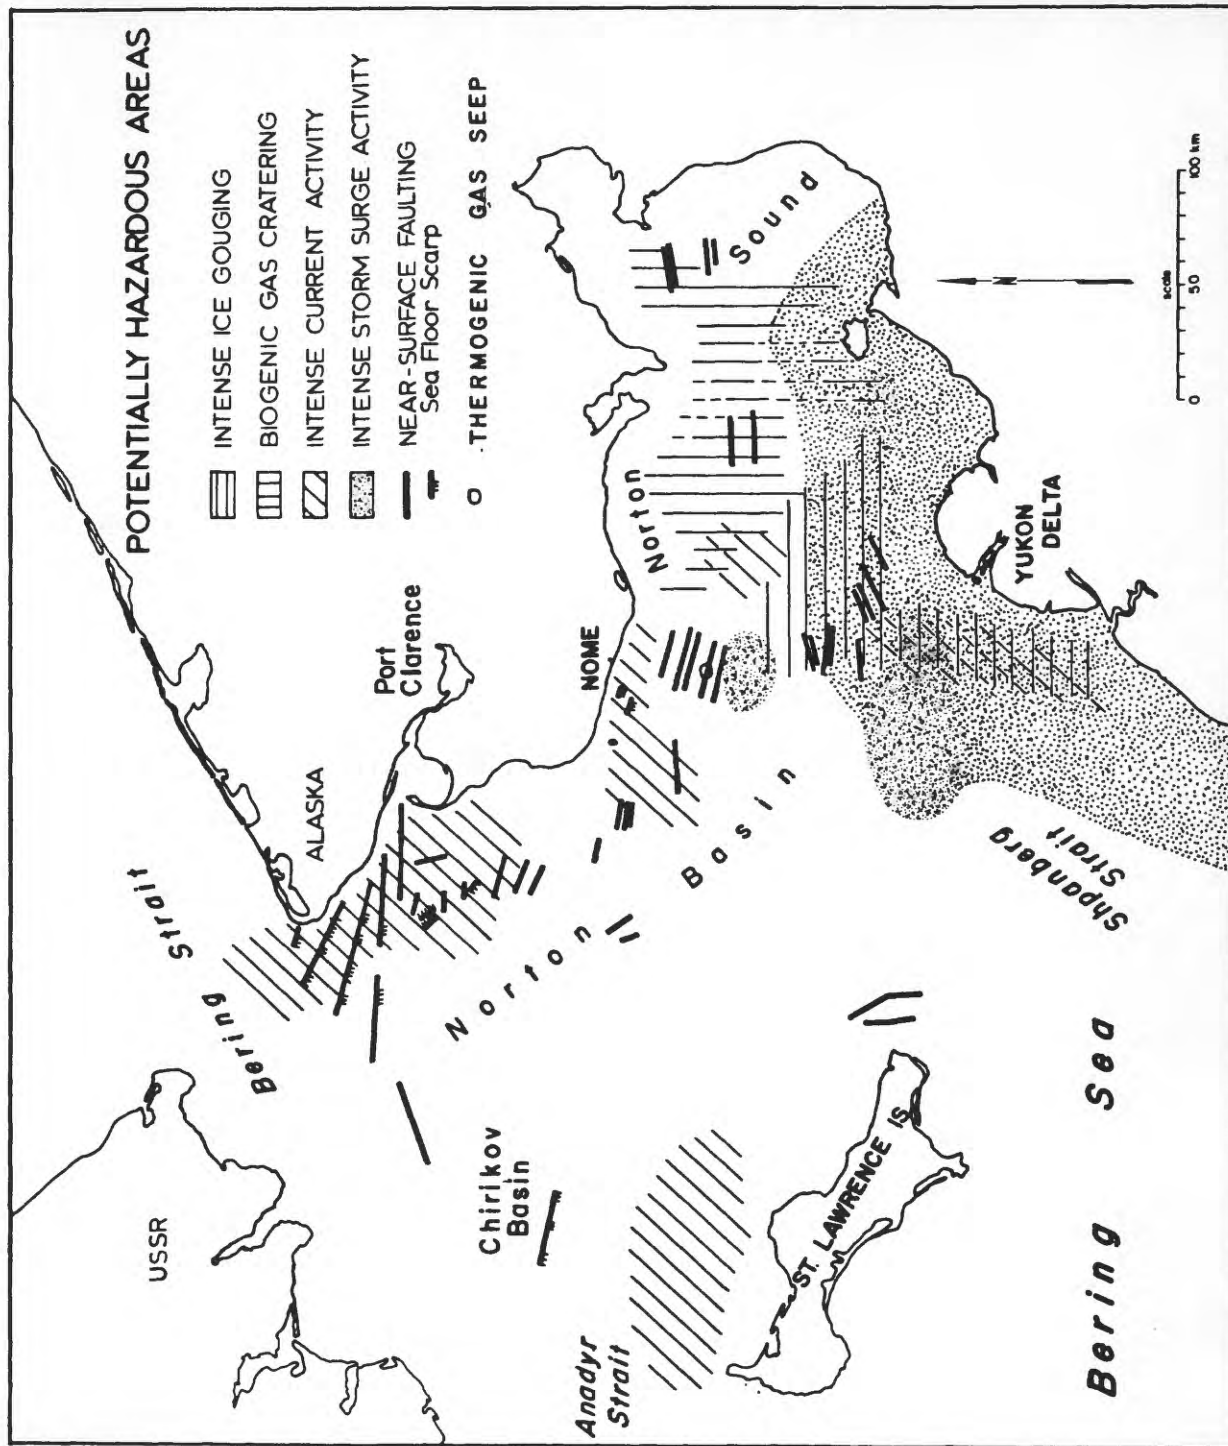 POTENTIALLY HAZARDOUS AREAS
INTENSE ICE GOUGING
BIOGENIC GAS CRATERING
INTENSE CURRENT ACTIVITY
INTENSE STORM SURGE ACTIVITY
NEAR-SURFACE FAULTING
Sea Floor Scarp
THERMOGENIC GAS SEEP
USSR
Bering Strait
ALASKA
Port
Clarence
NOME
Norton Sound
Chirikov
Basin
Norton Basin
Anadyr
Strait
ST. LAWRENCE IS
Shpanberg
Strait
YUKON
DELTA
Bering Sea
N
scale
0 50 100 km